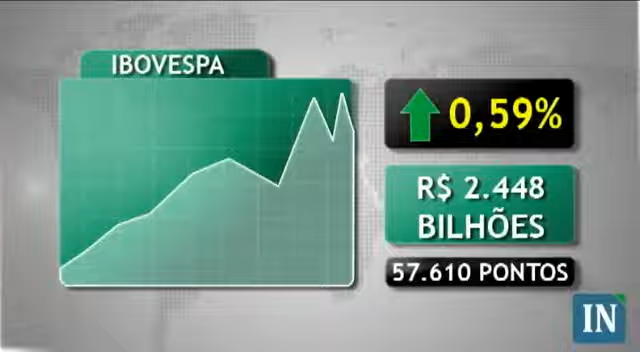 IBOVESPA
0,59%
R$ 2.448
BILHÕES
57.610 PONTOS
IN